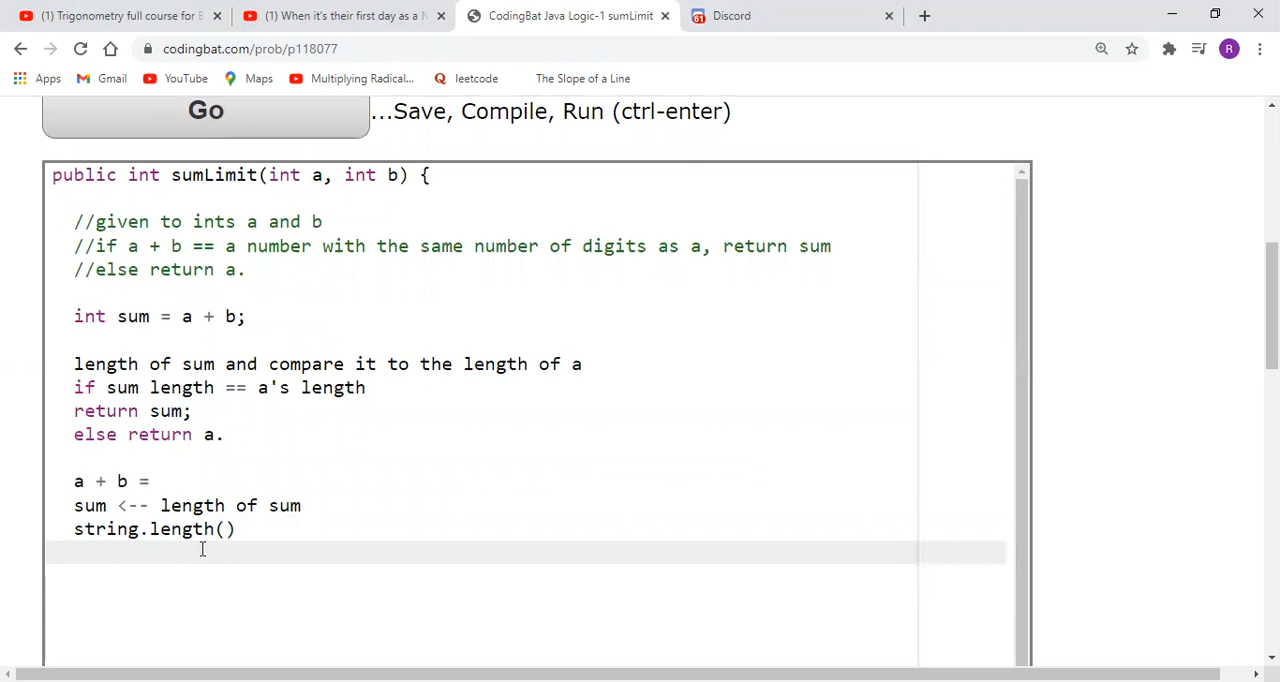 (1) Trigonometry full course for B
(1) When it's their first day as a N
CodingBat Java Logic-1 sumLimit
61
Discord
codingbat.com/prob/p118077
R
Apps
Gmail
YouTube
Maps
Multiplying Radical...
leetcode
The Slope of a Line
Go
...Save, Compile, Run (ctrl-enter)
public int sumLimit(int a, int b) {
//given to ints a and b
//if a + b == a number with the same number of digits as a, return sum
//else return a.
int sum = a + b;
length of sum and compare it to the length of a
if sum length == a's length
return sum;
else return a.
a + b =
sum <-- length of sum
string.length()